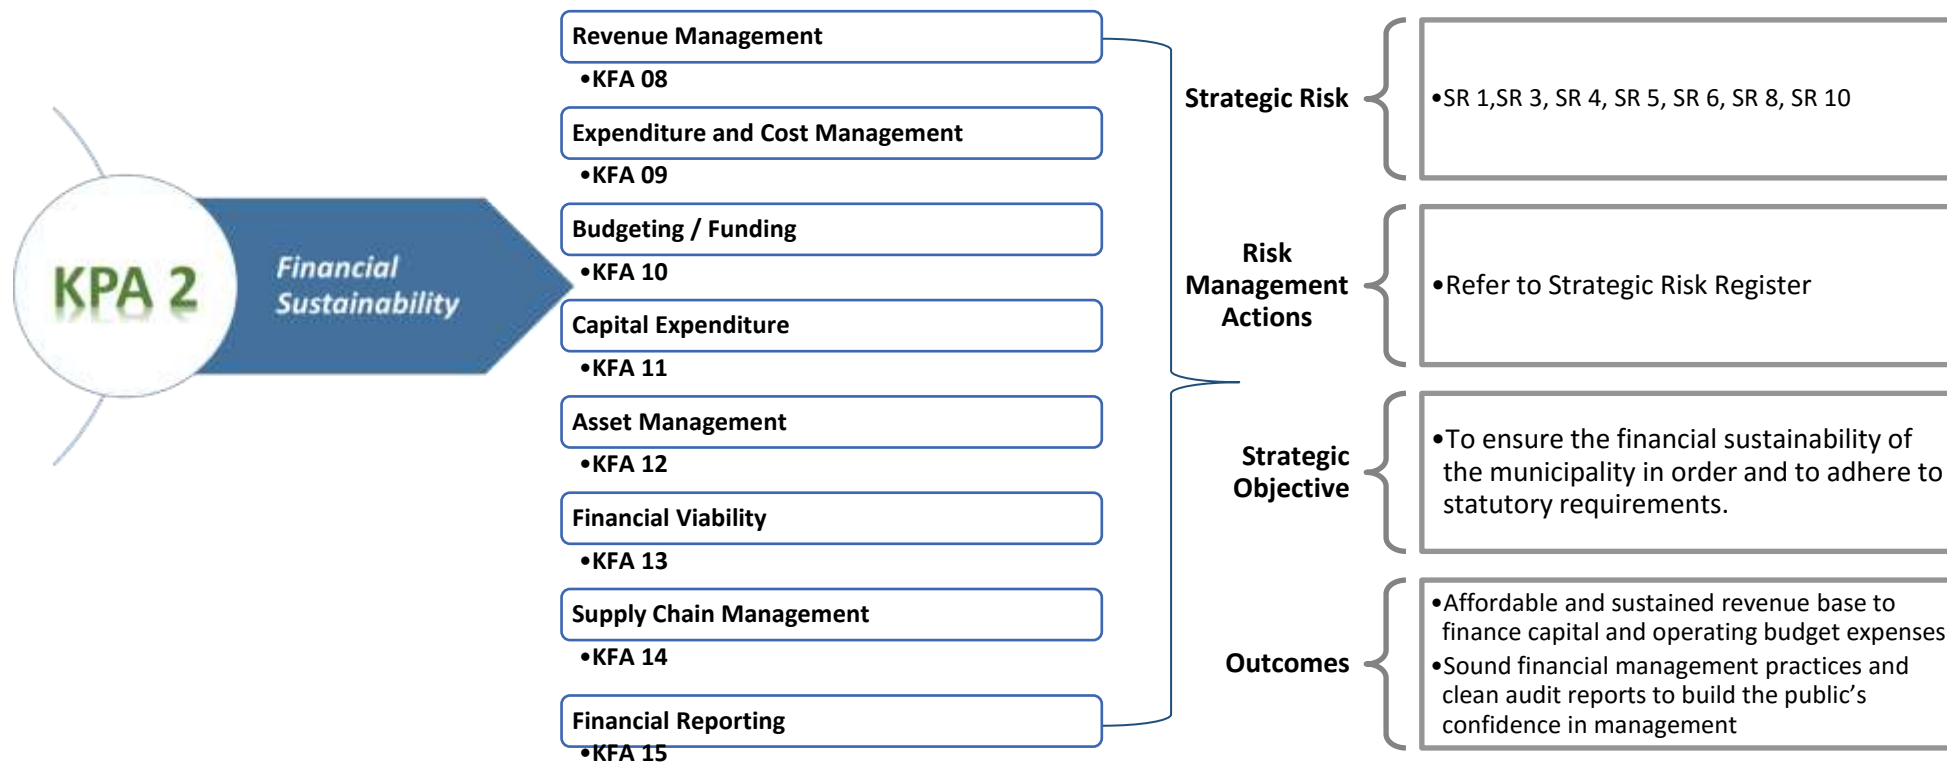 KPA 2
Financial
Sustainability
Revenue Management
•KFA 08
Expenditure and Cost Management
•KFA 09
Budgeting / Funding
•KFA 10
Capital Expenditure
•KFA 11
Asset Management
•KFA 12
Financial Viability
•KFA 13
Supply Chain Management
•KFA 14
Financial Reporting
•KFA 15
Strategic Risk
•SR 1,SR 3, SR 4, SR 5, SR 6, SR 8, SR 10
Risk
Management
Actions
•Refer to Strategic Risk Register
Strategic
Objective
•To ensure the financial sustainability of
the municipality in order and to adhere to
statutory requirements.
Outcomes
•Affordable and sustained revenue base to
finance capital and operating budget expenses
•Sound financial management practices and
clean audit reports to build the public’s
confidence in management